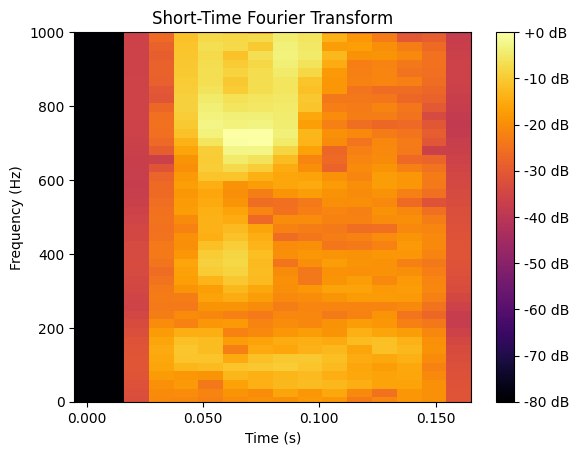 Short-Time Fourier Transform
1000
800
600
400
200
0
Frequency (Hz)
0.000
0.050
0.100
0.150
Time (s)
+0 dB
-10 dB
-20 dB
-30 dB
-40 dB
-50 dB
-60 dB
-70 dB
-80 dB